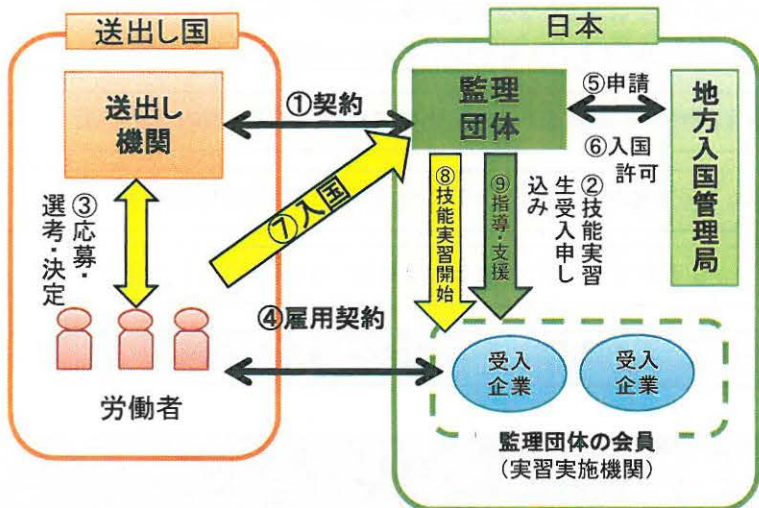 送出し国
日本
送出し
機関
①契約
監理
団体
⑤申請
⑥入国
許可
地方入国管理局
③応募・
選考・決定
⑦入国
⑧技能実習開始
⑨指導・支援
②技能実習
生受入申し
込み
④雇用契約
労働者
受入
企業
受入
企業
監理団体の会員
（実習実施機関）